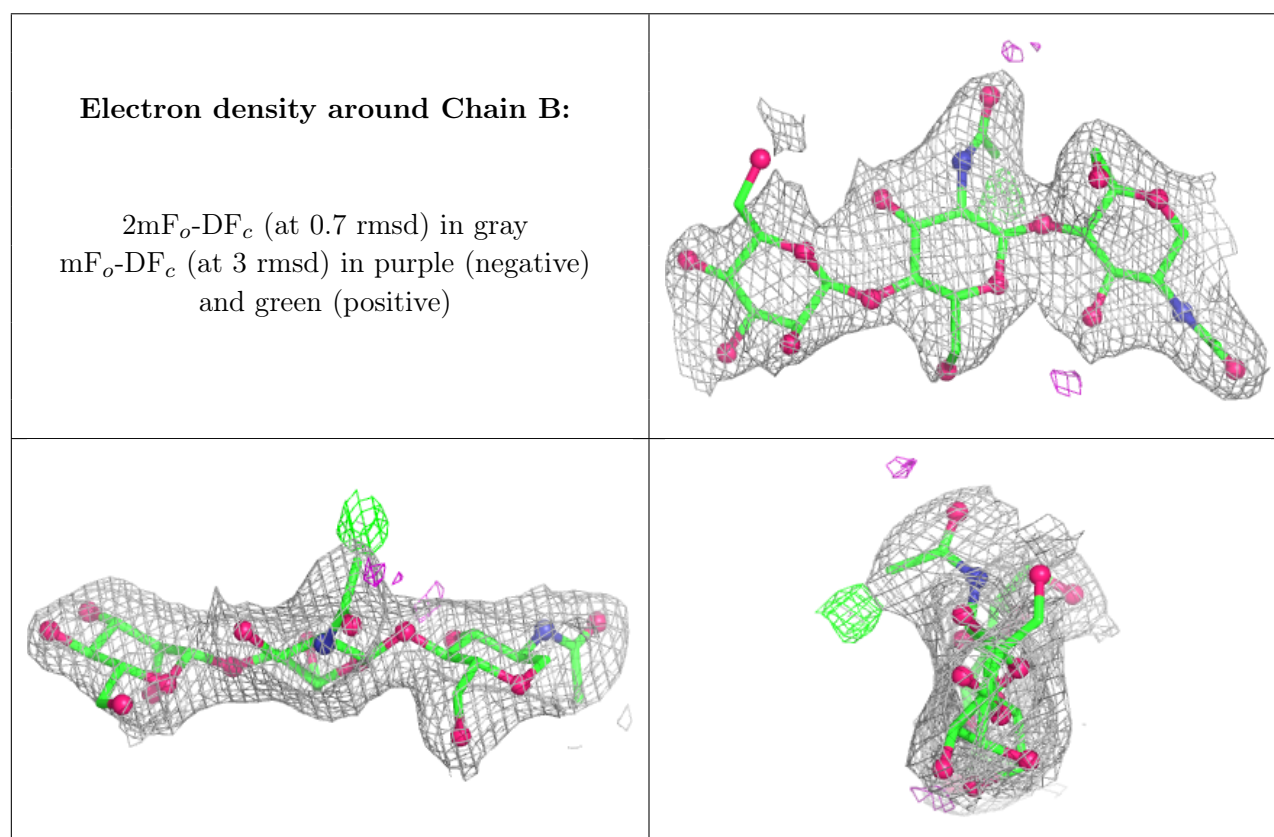 Electron density around Chain B:
2mFₒ-DF𝑐 (at 0.7 rmsd) in gray
mFₒ-DF𝑐 (at 3 rmsd) in purple (negative)
and green (positive)